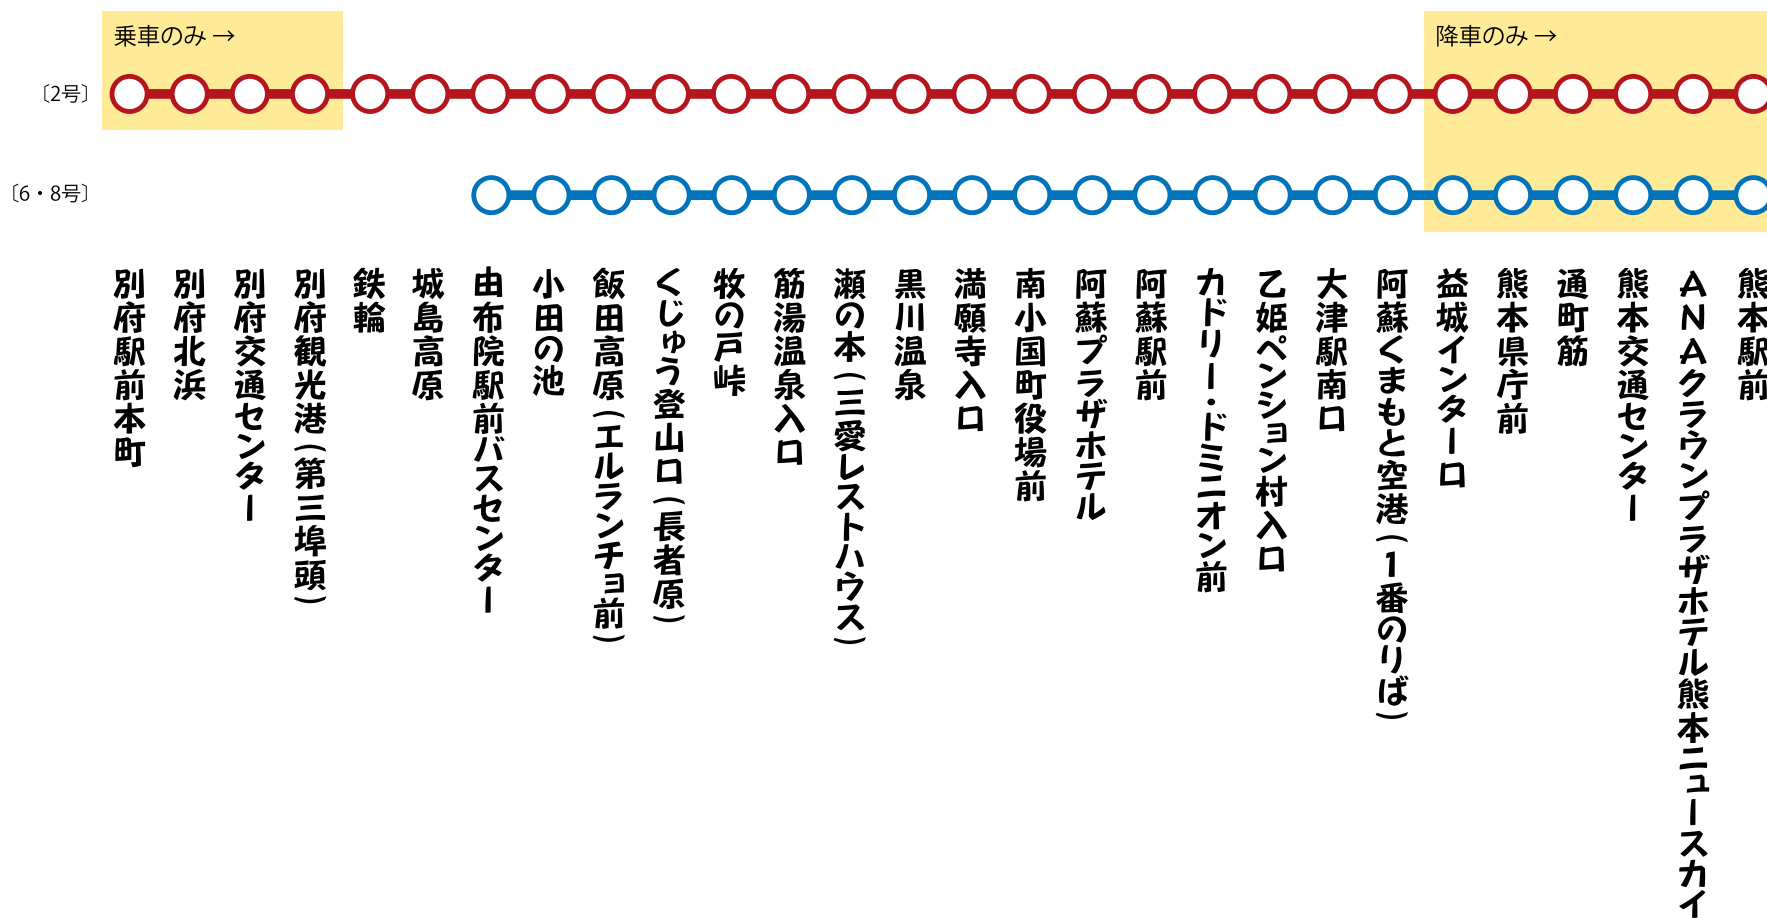 乗車のみ →
降車のみ →
〔2号〕
〔6・8号〕
別府駅前本町
別府北浜
別府交通センター
別府観光港(第三埠頭)
鉄輪
城島高原
由布院駅前バスセンター
小田の池
飯田高原(エルランチョ前)
くじゅう登山口(長者原)
牧の戸峠
筋湯温泉入口
瀬の本(三愛レストハウス)
黒川温泉
満願寺入口
南小国町役場前
阿蘇プラザホテル
阿蘇駅前
カドリー・ドミニオン前
乙姫ペンション村入口
大津駅南口
阿蘇くまもと空港(1番のりば)
益城インター口
熊本県庁前
通町筋
熊本交通センター
ANAクラウンプラザホテル熊本ニュースカイ
熊本駅前